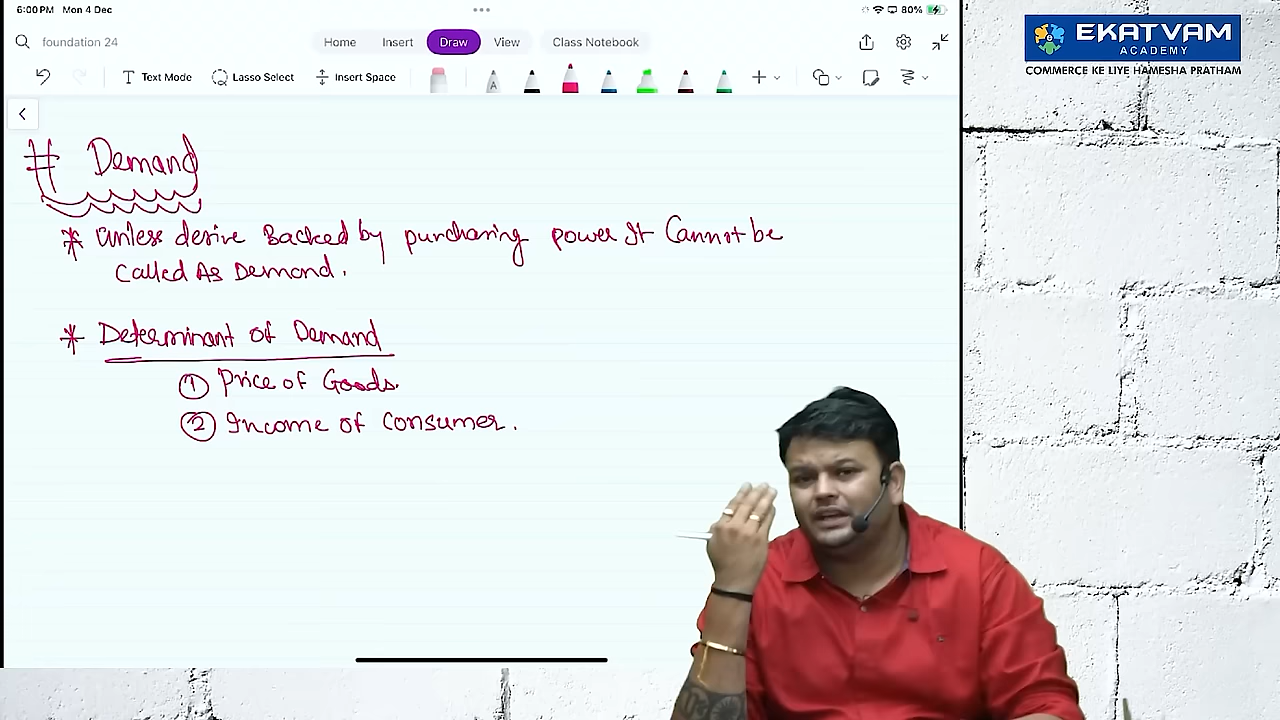 6:00 PM Mon 4 Dec
80%
foundation 24
Home Insert Draw View Class Notebook
Text Mode Lasso Select Insert Space
EKATVAM
ACADEMY
COMMERCE KE LIYE HAMESHA PRATHAM
# Demand
* Unless desire Backed by purchasing power It Cannot be
Called As Demand.
* Determinant of Demand
① Price of Goods.
② Income of Consumer.